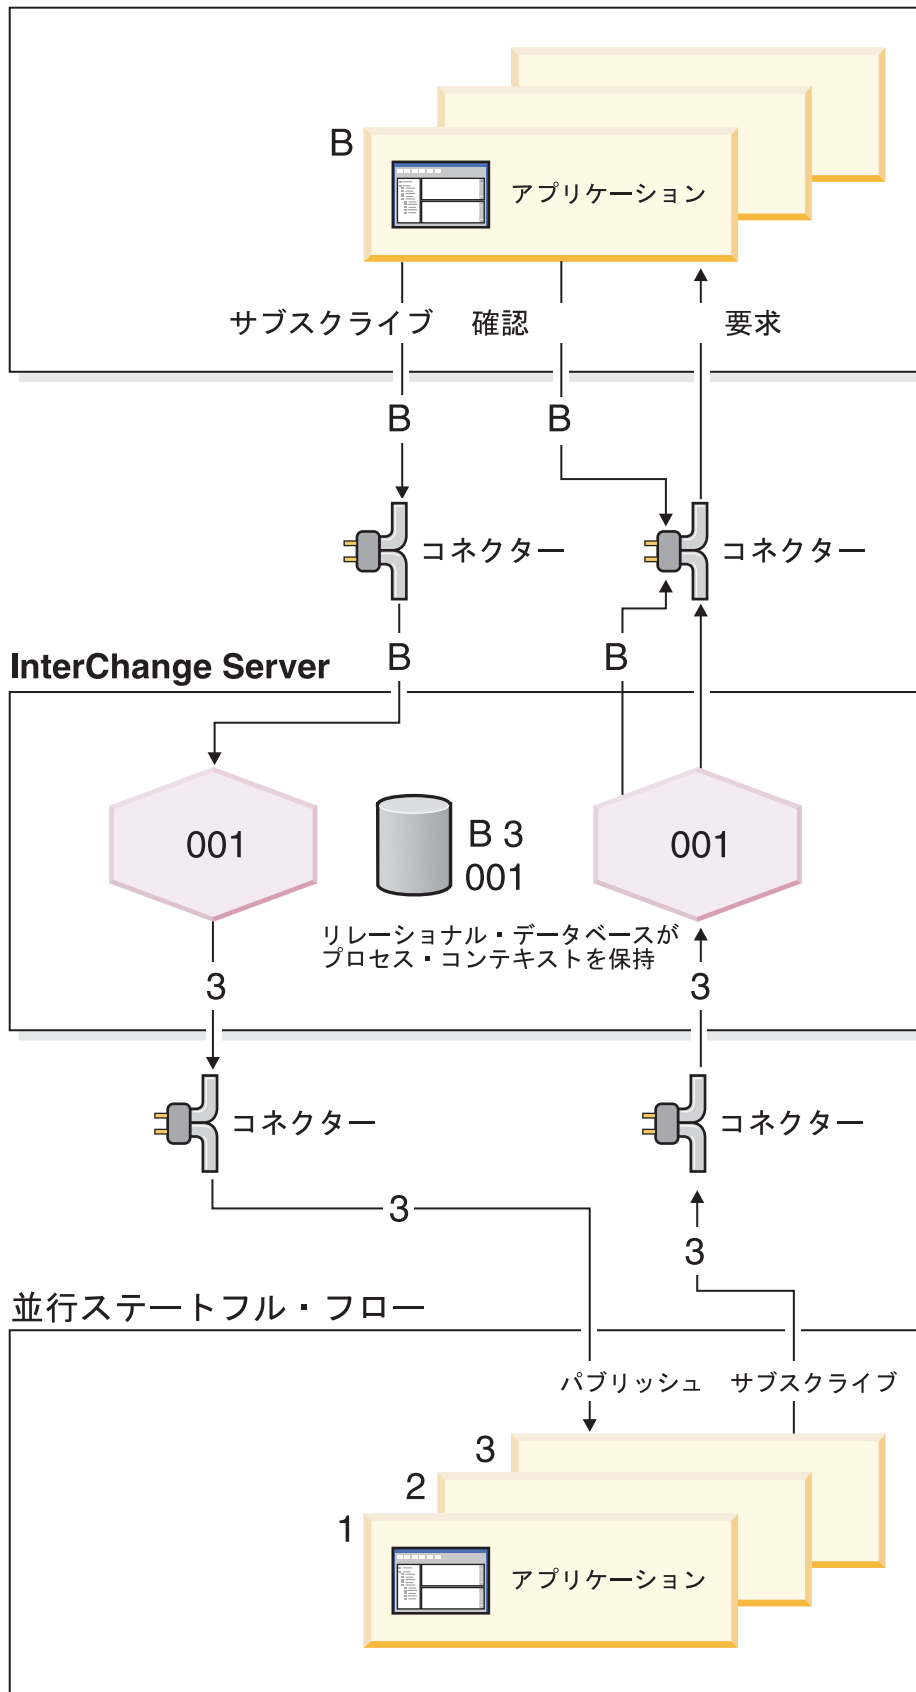 B
アプリケーション
サブスクライブ 確認 要求
B B
コネクター コネクター
B B
InterChange Server
001 B 3 001
001
リレーショナル・データベースが
プロセス・コンテキストを保持
3 3
コネクター コネクター
3
3
並行ステートフル・フロー
パブリッシュ サブスクライブ
3
2
1
アプリケーション